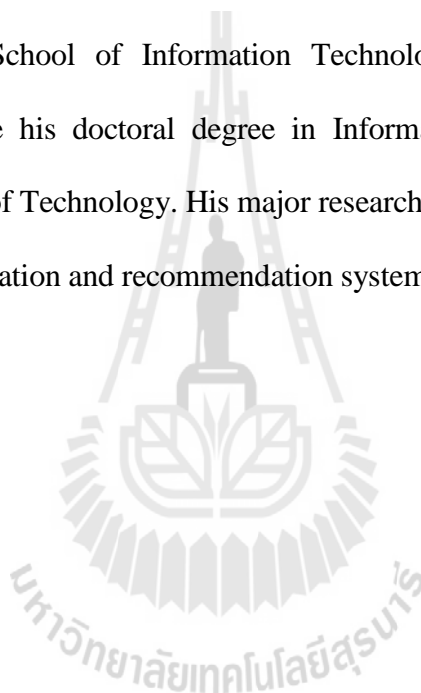 School of Information Technolo
e his doctoral degree in Informa
of Technology. His major research
ation and recommendation system
มหาวิทยาลัยเทคโนโลยีสุรนารี